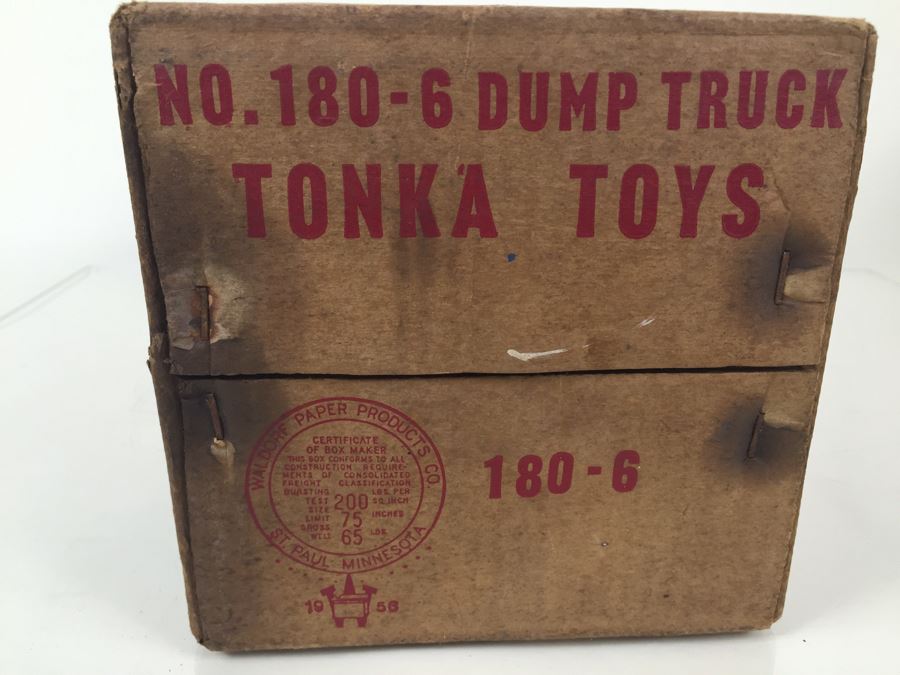 NO. 180-6 DUMP TRUCK
TONKA TOYS
WALDORF PAPER PRODUCTS CO.
CERTIFICATE
OF BOX MAKER
THIS BOX CONFORMS TO ALL
CONSTRUCTION REQUIRE-
MENTS OF CONSOLIDATED
FREIGHT CLASSIFICATION
BURSTING TEST 200 LBS. PER SQ. INCH
SIZE LIMIT 75 INCHES
GROSS WT. 65 LBS.
ST. PAUL MINNESOTA
1956
180-6